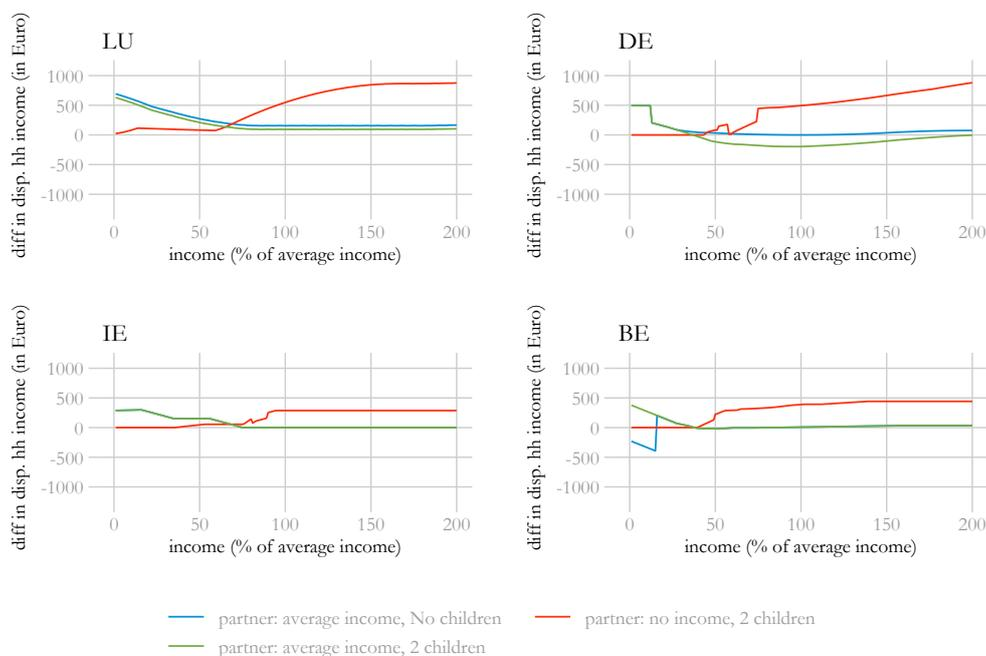 LU
diff in disp. hh income (in Euro)
1000
500
0
-500
-1000
0 50 100 150 200
income (% of average income)
DE
diff in disp. hh income (in Euro)
1000
500
0
-500
-1000
0 50 100 150 200
income (% of average income)
IE
diff in disp. hh income (in Euro)
1000
500
0
-500
-1000
0 50 100 150 200
income (% of average income)
BE
diff in disp. hh income (in Euro)
1000
500
0
-500
-1000
0 50 100 150 200
income (% of average income)
partner: average income, No children
partner: no income, 2 children
partner: average income, 2 children